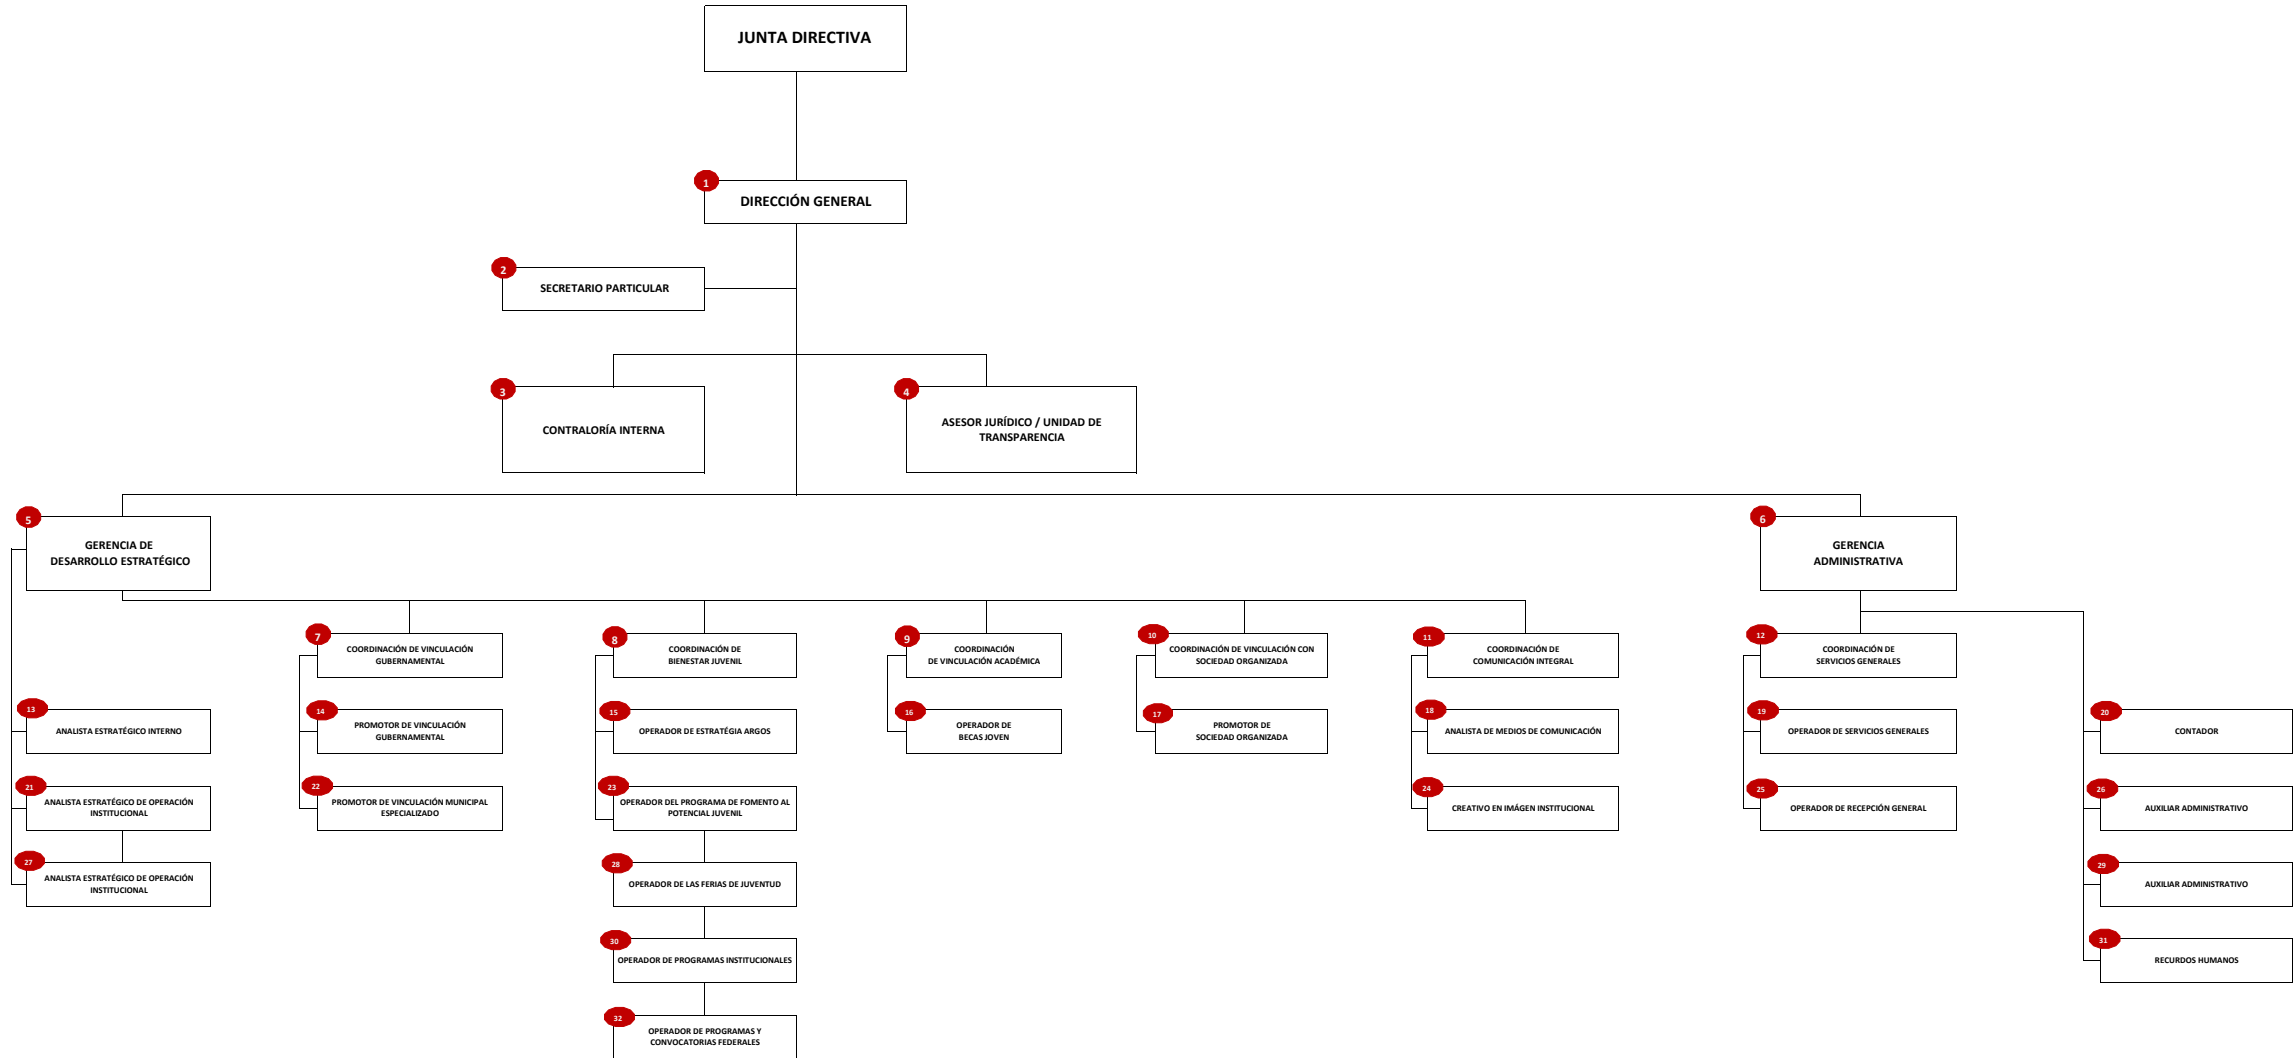 JUNTA DIRECTIVA
1
DIRECCIÓN GENERAL
2
SECRETARIO PARTICULAR
3
CONTRALORÍA INTERNA
4
ASESOR JURÍDICO / UNIDAD DE
TRANSPARENCIA
5
GERENCIA DE
DESARROLLO ESTRATÉGICO
6
GERENCIA
ADMINISTRATIVA
7
COORDINACIÓN DE VINCULACIÓN
GUBERNAMENTAL
8
COORDINACIÓN DE
BIENESTAR JUVENIL
9
COORDINACIÓN
DE VINCULACIÓN ACADÉMICA
10
COORDINACIÓN DE VINCULACIÓN CON
SOCIEDAD ORGANIZADA
11
COORDINACIÓN DE
COMUNICACIÓN INTEGRAL
12
COORDINACIÓN DE
SERVICIOS GENERALES
13
ANALISTA ESTRATÉGICO INTERNO
14
PROMOTOR DE VINCULACIÓN
GUBERNAMENTAL
15
OPERADOR DE ESTRATÉGIA ARGOS
16
OPERADOR DE
BECAS JOVEN
17
PROMOTOR DE
SOCIEDAD ORGANIZADA
18
ANALISTA DE MEDIOS DE COMUNICACIÓN
19
OPERADOR DE SERVICIOS GENERALES
20
CONTADOR
21
ANALISTA ESTRATÉGICO DE OPERACIÓN
INSTITUCIONAL
22
PROMOTOR DE VINCULACIÓN MUNICIPAL
ESPECIALIZADO
23
OPERADOR DEL PROGRAMA DE FOMENTO AL
POTENCIAL JUVENIL
24
CREATIVO EN IMÁGEN INSTITUCIONAL
25
OPERADOR DE RECEPCIÓN GENERAL
26
AUXILIAR ADMINISTRATIVO
27
ANALISTA ESTRATÉGICO DE OPERACIÓN
INSTITUCIONAL
28
OPERADOR DE LAS FERIAS DE JUVENTUD
29
AUXILIAR ADMINISTRATIVO
30
OPERADOR DE PROGRAMAS INSTITUCIONALES
31
RECURDOS HUMANOS
32
OPERADOR DE PROGRAMAS Y
CONVOCATORIAS FEDERALES